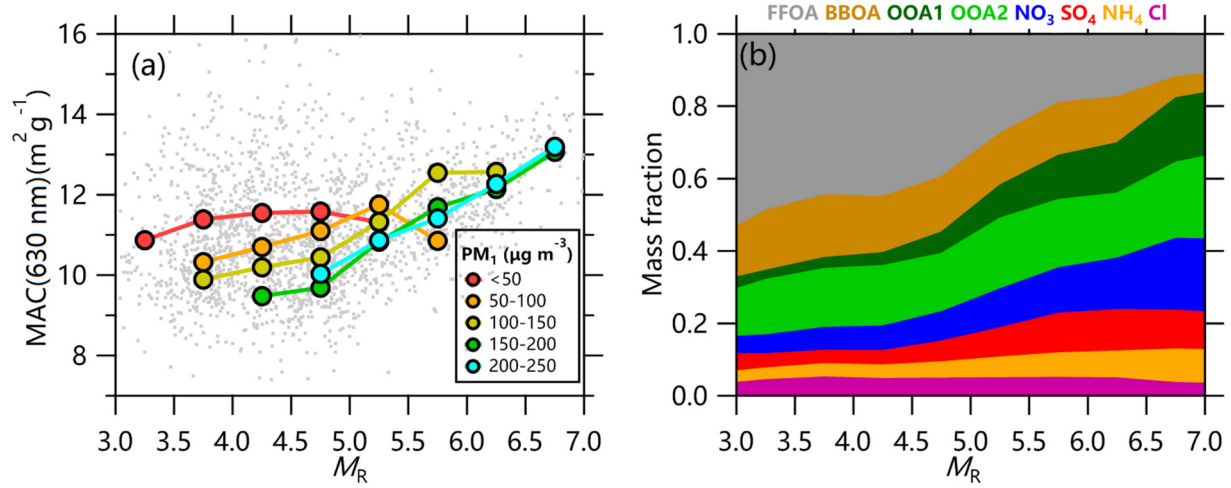 FFOA BBOA OOA1 OOA2 NO3 SO4 NH4 Cl
(a)
MAC(630 nm)(m2 g-1)
16
14
12
10
8
3.0 3.5 4.0 4.5 5.0 5.5 6.0 6.5 7.0
MR
PM1 (μg m-3)
<50
50-100
100-150
150-200
200-250
(b)
Mass fraction
1.0
0.8
0.6
0.4
0.2
0.0
3.0 3.5 4.0 4.5 5.0 5.5 6.0 6.5 7.0
MR